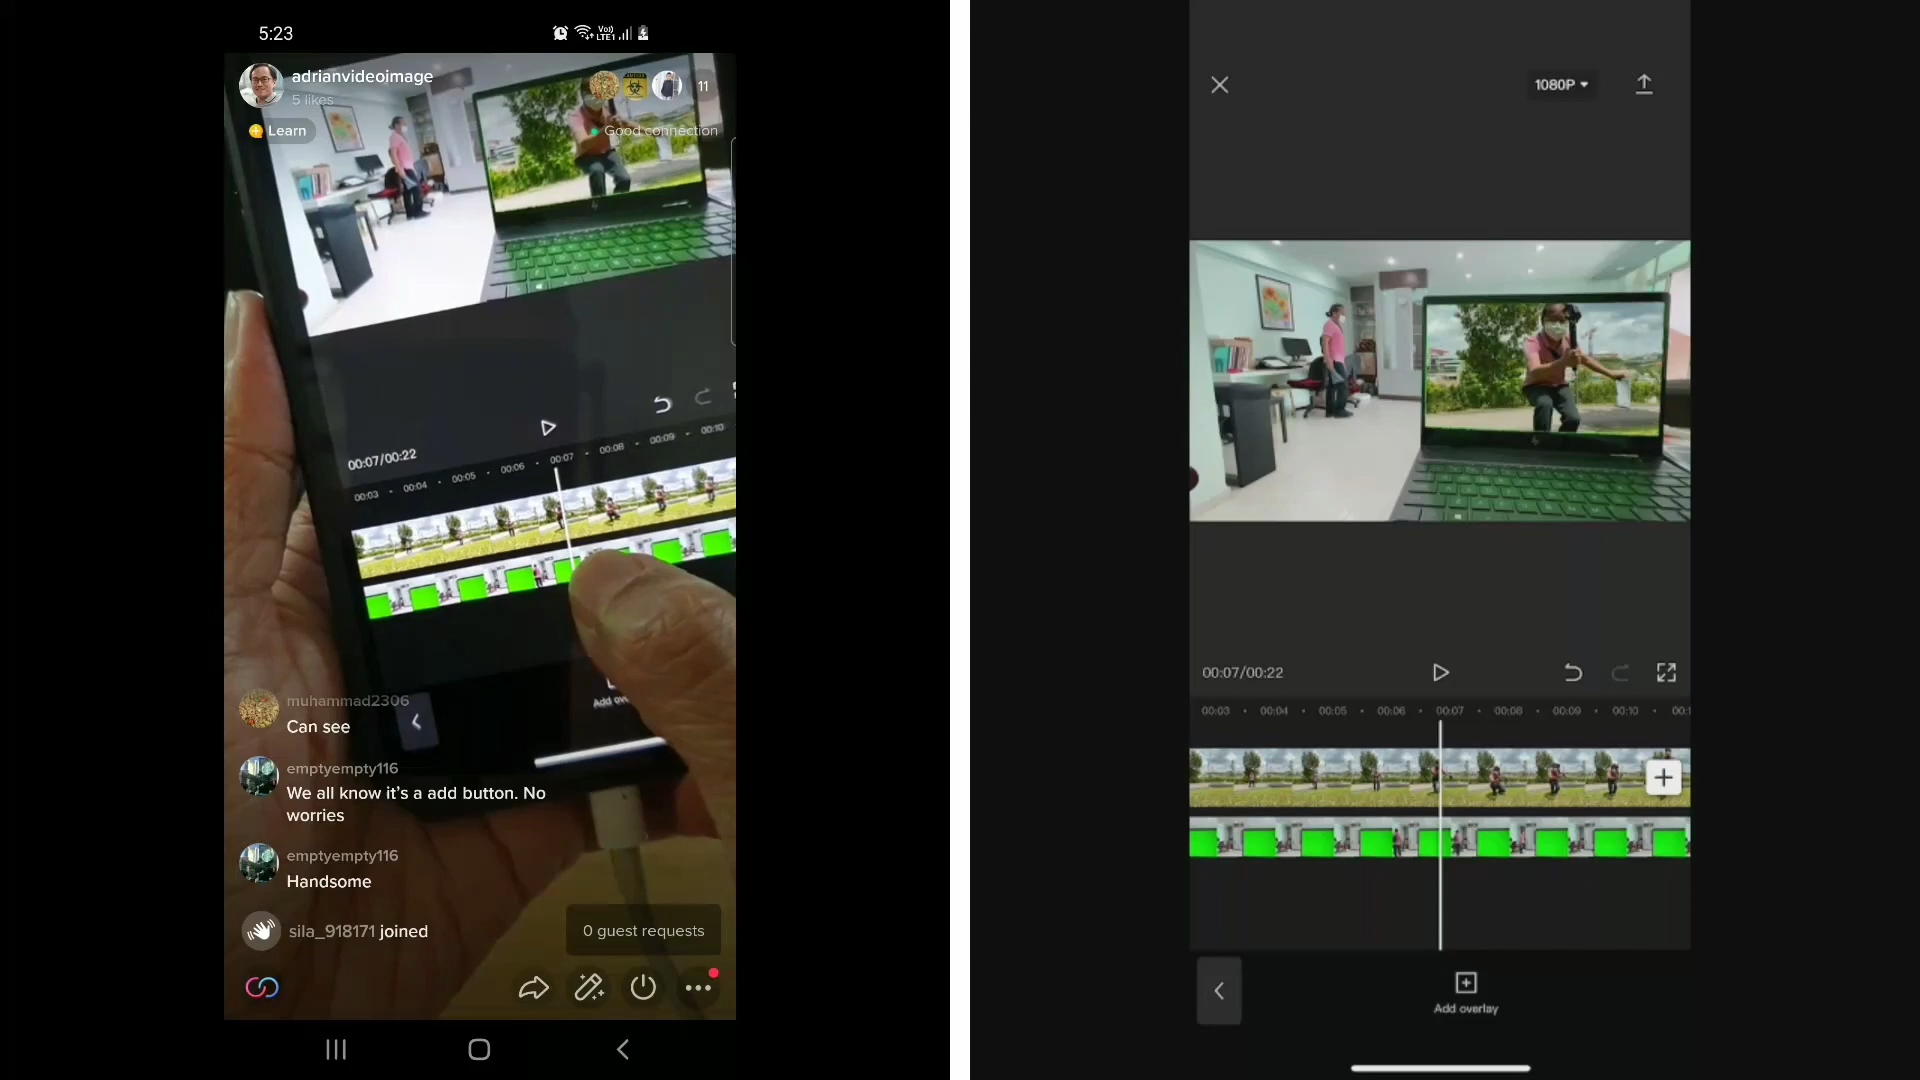 5:23
Vo))
LTE1
adrianvideoimage
5 likes
11
Learn
Good connection
00:07/00:22
00:03 00:04 00:05 00:06 00:07 00:08 00:09 00:10
muhammad2306
Can see
emptyempty116
We all know it's a add button. No
worries
emptyempty116
Handsome
sila_918171 joined
0 guest requests
1080P
00:07/00:22
00:03 00:04 00:05 00:06 00:07 00:08 00:09 00:10
Add overlay